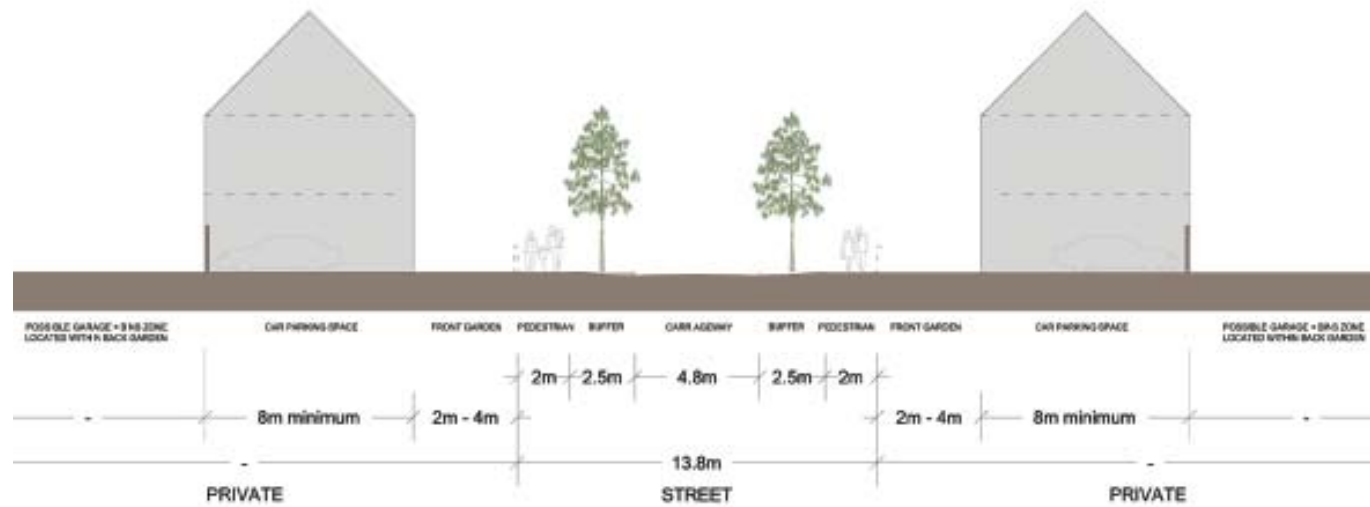 POSSIBLE GARAGE + BINS ZONE
LOCATED WITHIN BACK GARDEN
CAR PARKING SPACE
FRONT GARDEN
PEDESTRIAN
BUFFER
CARRIAGEWAY
BUFFER
PEDESTRIAN
FRONT GARDEN
CAR PARKING SPACE
POSSIBLE GARAGE + BINS ZONE
LOCATED WITHIN BACK GARDEN
2m
2.5m
4.8m
2.5m
2m
-
8m minimum
2m - 4m
2m - 4m
8m minimum
-
-
13.8m
-
PRIVATE
STREET
PRIVATE